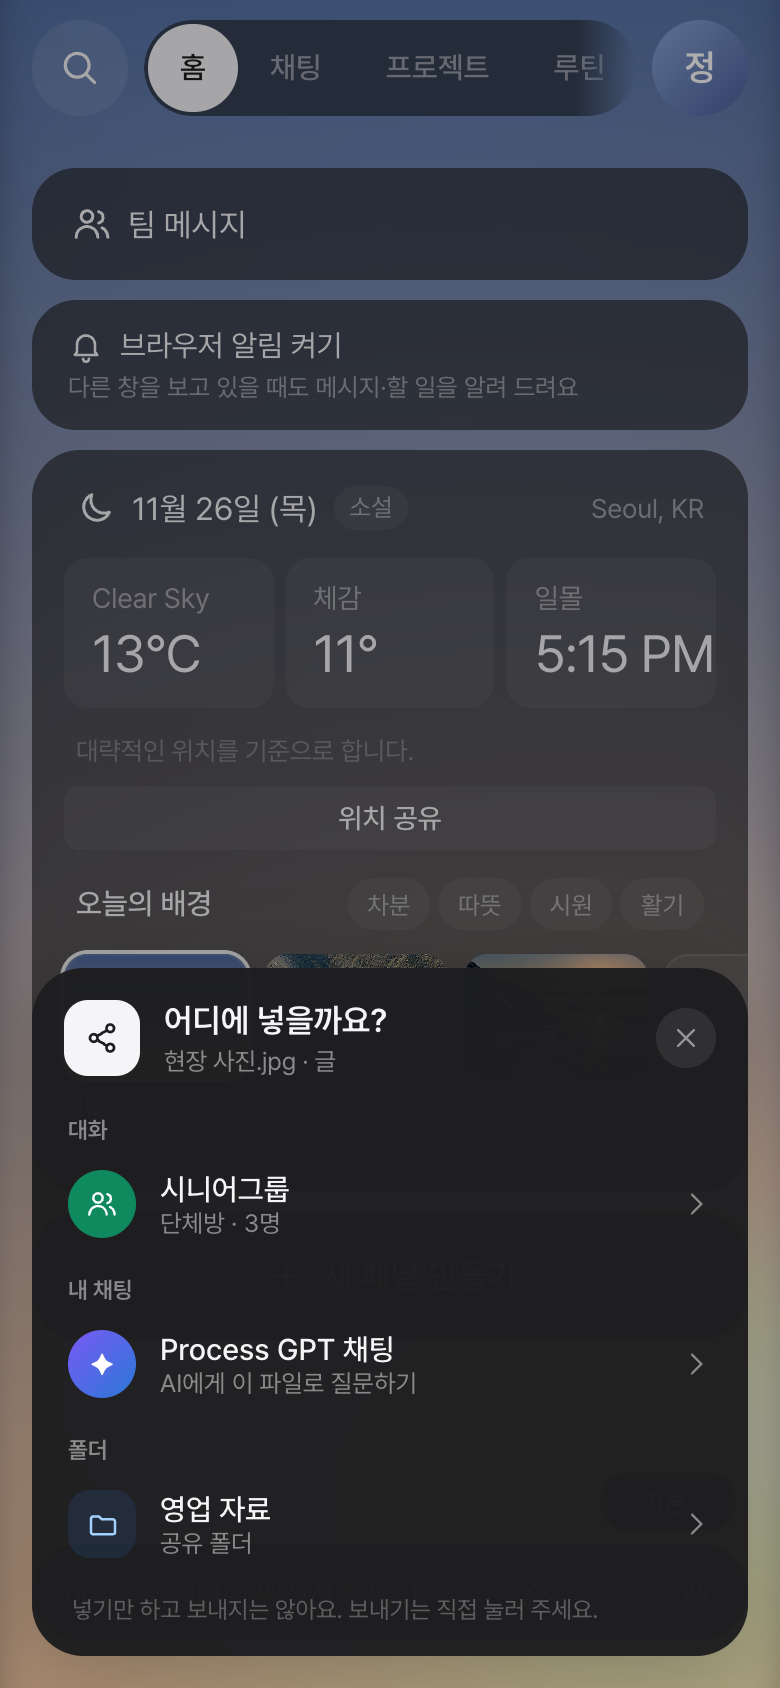 홈
채팅
프로젝트
루틴
정
팀 메시지
브라우저 알림 켜기
다른 창을 보고 있을 때도 메시지·할 일을 알려 드려요
11월 26일 (목)
소설
Seoul, KR
Clear Sky
체감
일몰
13°C
11°
5:15 PM
대략적인 위치를 기준으로 합니다.
위치 공유
오늘의 배경
차분
따뜻
시원
활기
어디에 넣을까요?
현장 사진.jpg · 글
대화
시니어그룹
단체방 · 3명
새 패널 만들기
내 채팅
Process GPT 채팅
AI에게 이 파일로 질문하기
폴더
영업 자료
공유 폴더
넣기만 하고 보내지는 않아요. 보내기는 직접 눌러 주세요.